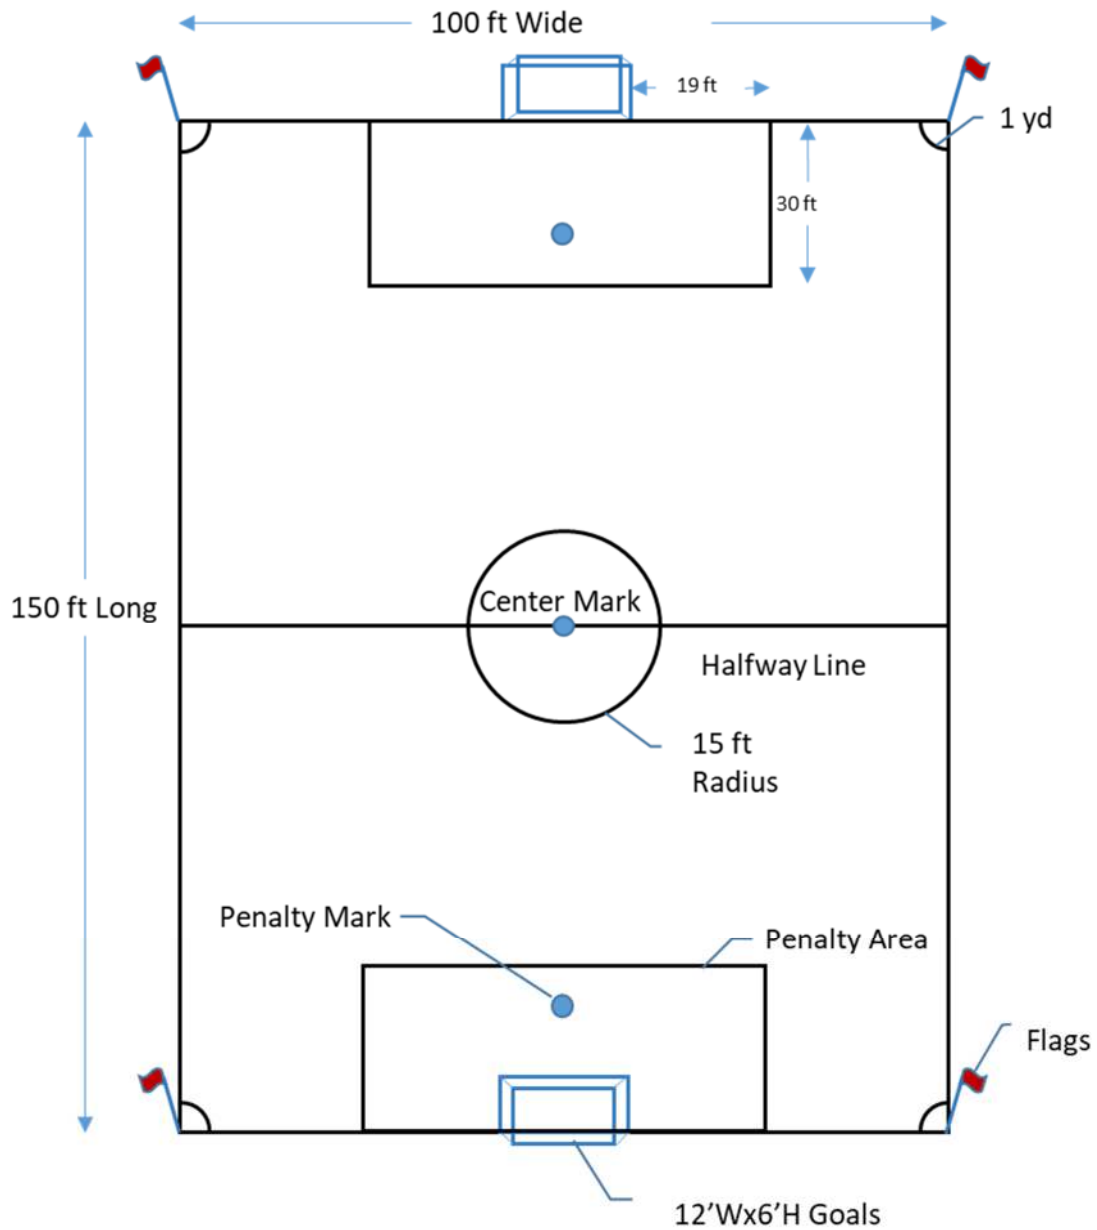 100 ft Wide
19 ft
1 yd
30 ft
150 ft Long
Center Mark
Halfway Line
15 ft
Radius
Penalty Mark
Penalty Area
Flags
12'Wx6'H Goals